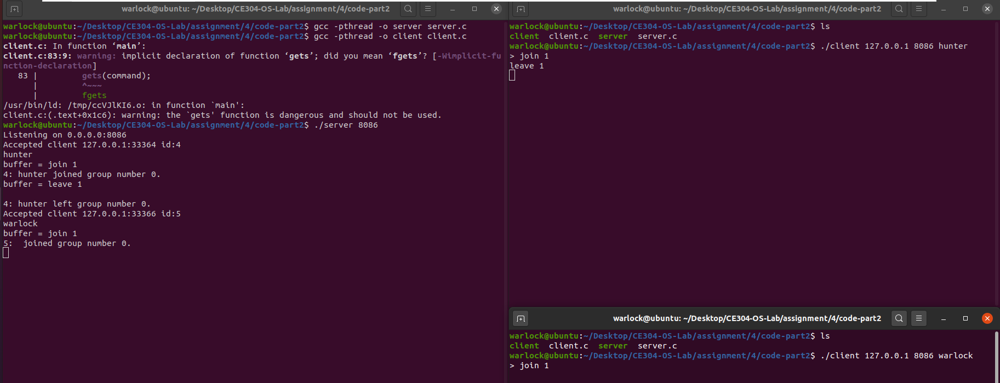 warlock@ubuntu: ~/Desktop/CE304-OS-Lab/assignment/4/code-part2
warlock@ubuntu:~/Desktop/CE304-OS-Lab/assignment/4/code-part2$ gcc -pthread -o server server.c
warlock@ubuntu:~/Desktop/CE304-OS-Lab/assignment/4/code-part2$ gcc -pthread -o client client.c
client.c: In function ‘main’:
client.c:83:9: warning: implicit declaration of function ‘gets’; did you mean ‘fgets’? [-Wimplicit-fu
nction-declaration]
   83 |         gets(command);
      |         ^~~~
      |         fgets
/usr/bin/ld: /tmp/ccVJlKI6.o: in function `main':
client.c:(.text+0x1c6): warning: the `gets' function is dangerous and should not be used.
warlock@ubuntu:~/Desktop/CE304-OS-Lab/assignment/4/code-part2$ ./server 8086
Listening on 0.0.0.0:8086
Accepted client 127.0.0.1:33364 id:4
hunter
buffer = join 1
4: hunter joined group number 0.
buffer = leave 1
4: hunter left group number 0.
Accepted client 127.0.0.1:33366 id:5
warlock
buffer = join 1
5:  joined group number 0.
warlock@ubuntu: ~/Desktop/CE304-OS-Lab/assignment/4/code-part2
warlock@ubuntu:~/Desktop/CE304-OS-Lab/assignment/4/code-part2$ ls
client  client.c  server  server.c
warlock@ubuntu:~/Desktop/CE304-OS-Lab/assignment/4/code-part2$ ./client 127.0.0.1 8086 hunter
> join 1
leave 1
warlock@ubuntu: ~/Desktop/CE304-OS-Lab/assignment/4/code-part2
warlock@ubuntu:~/Desktop/CE304-OS-Lab/assignment/4/code-part2$ ls
client  client.c  server  server.c
warlock@ubuntu:~/Desktop/CE304-OS-Lab/assignment/4/code-part2$ ./client 127.0.0.1 8086 warlock
> join 1